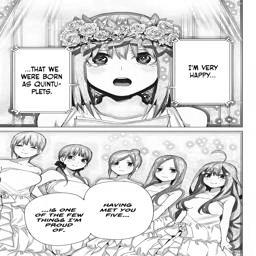 I'M VERY
HAPPY...
...THAT WE
WERE BORN
AS QUINTU-
PLETS.
HAVING
MET YOU
FIVE...
...IS ONE
OF THE FEW
THINGS I'M
PROUD
OF.